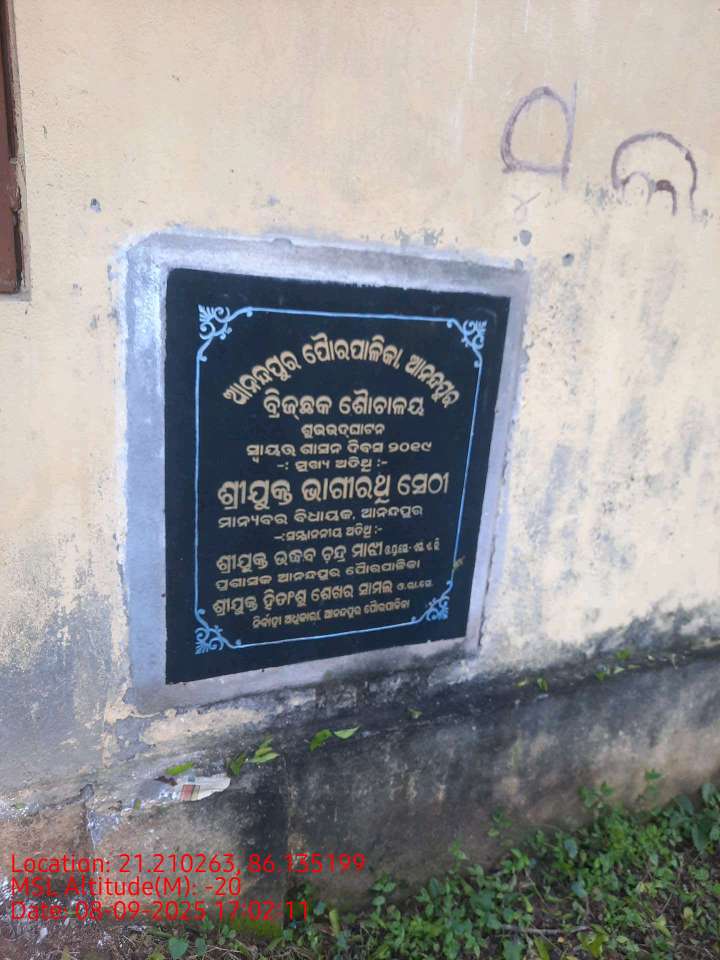 ଆନନ୍ଦପୁର ପୌରପାଳିକା, ଆନନ୍ଦପୁର
ବ୍ରିଜ୍‌ଛକ ଶୌଚାଳୟ
ଶୁଭଉଦ୍‌ଘାଟନ
ସ୍ୱାୟତ୍ତ ଶାସନ ଦିବସ ୨୦୧୯
-: ମୁଖ୍ୟ ଅତିଥି :-
ଶ୍ରୀଯୁକ୍ତ ଭାଗୀରଥି ସେଠୀ
ମାନ୍ୟବର ବିଧାୟକ, ଆନନ୍ଦପୁର
-:ସମ୍ମାନନୀୟ ଅତିଥି :-
ଶ୍ରୀଯୁକ୍ତ ଉଦ୍ଧବ ଚନ୍ଦ୍ର ମାଝୀ
ପ୍ରଶାସକ ଆନନ୍ଦପୁର ପୌରପାଳିକା
ଶ୍ରୀଯୁକ୍ତ ହିତାଂଶୁ ଶେଖର ସାମଲ ଓ.ଖ.ସେ.
ନିର୍ବାହୀ ଅଧିକାରୀ, ଆନନ୍ଦପୁର ପୌରପାଳିକା
Location: 21.210263, 86.135199
MSL Altitude(M): -20
Date: 08-09-2025 17:02:11